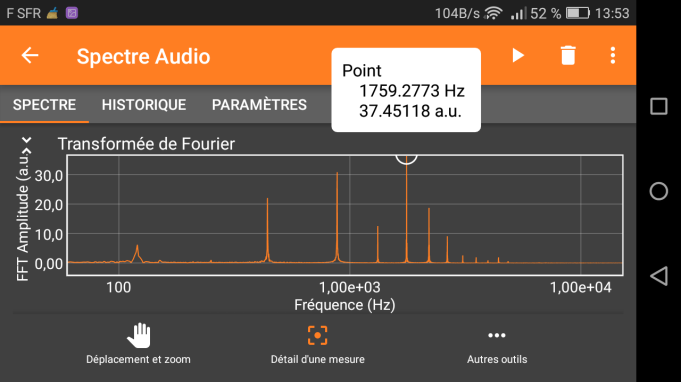 F SFR 104B/s 52 % 13:53
Spectre Audio
Point
1759.2773 Hz
37.45118 a.u.
SPECTRE HISTORIQUE PARAMÈTRES
Transformée de Fourier
FFT Amplitude (a.u.
30,0
20,0
10,0
0,00
100 1,00e+03 1,00e+04
Fréquence (Hz)
Déplacement et zoom Détail d'une mesure Autres outils